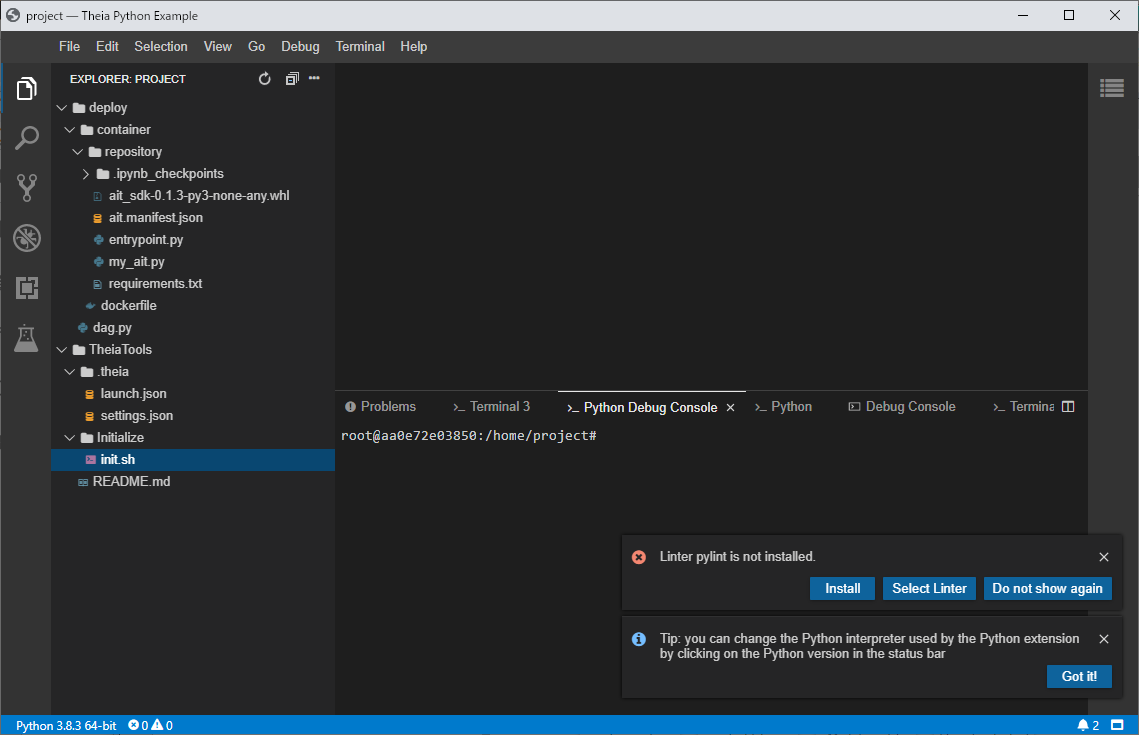 project — Theia Python Example
File Edit Selection View Go Debug Terminal Help
EXPLORER: PROJECT
deploy
container
repository
.ipynb_checkpoints
ait_sdk-0.1.3-py3-none-any.whl
ait.manifest.json
entrypoint.py
my_ait.py
requirements.txt
dockerfile
dag.py
TheiaTools
.theia
launch.json
settings.json
Initialize
init.sh
README.md
Problems Terminal 3 Python Debug Console Python Debug Console Termina
root@aa0e72e03850:/home/project#
Linter pylint is not installed.
Install Select Linter Do not show again
Tip: you can change the Python interpreter used by the Python extension
by clicking on the Python version in the status bar
Got it!
Python 3.8.3 64-bit 0 0 2